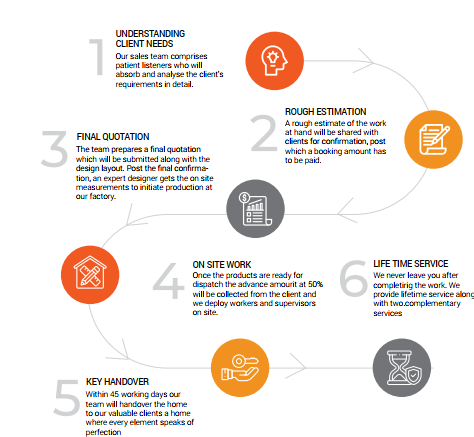 1
UNDERSTANDING
CLIENT NEEDS
Our sales team comprises
patient listeners who will
absorb and analyse the client's
requirements in detail.
2
ROUGH ESTIMATION
A rough estimate of the work
at hand will be shared with
clients for confirmation, post
which a booking amount has
to be paid.
3
FINAL QUOTATION
The team prepares a final quotation
which will be submitted along with the
design layout. Post the final confirma-
tion, an expert designer gets the on site
measurements to initiate production at
our factory.
$
4
ON SITE WORK
Once the products are ready for
dispatch the advance amount at 50%
will be collected from the client and
we deploy workers and supervisors
on site.
6
LIFE TIME SERVICE
We never leave you after
completiring the work. We
provide lifetime service along
with two.complementary
services
5
KEY HANDOVER
Within 45 working days our
team will handover the home
to our valuable clients a home
where every element speaks of
perfection